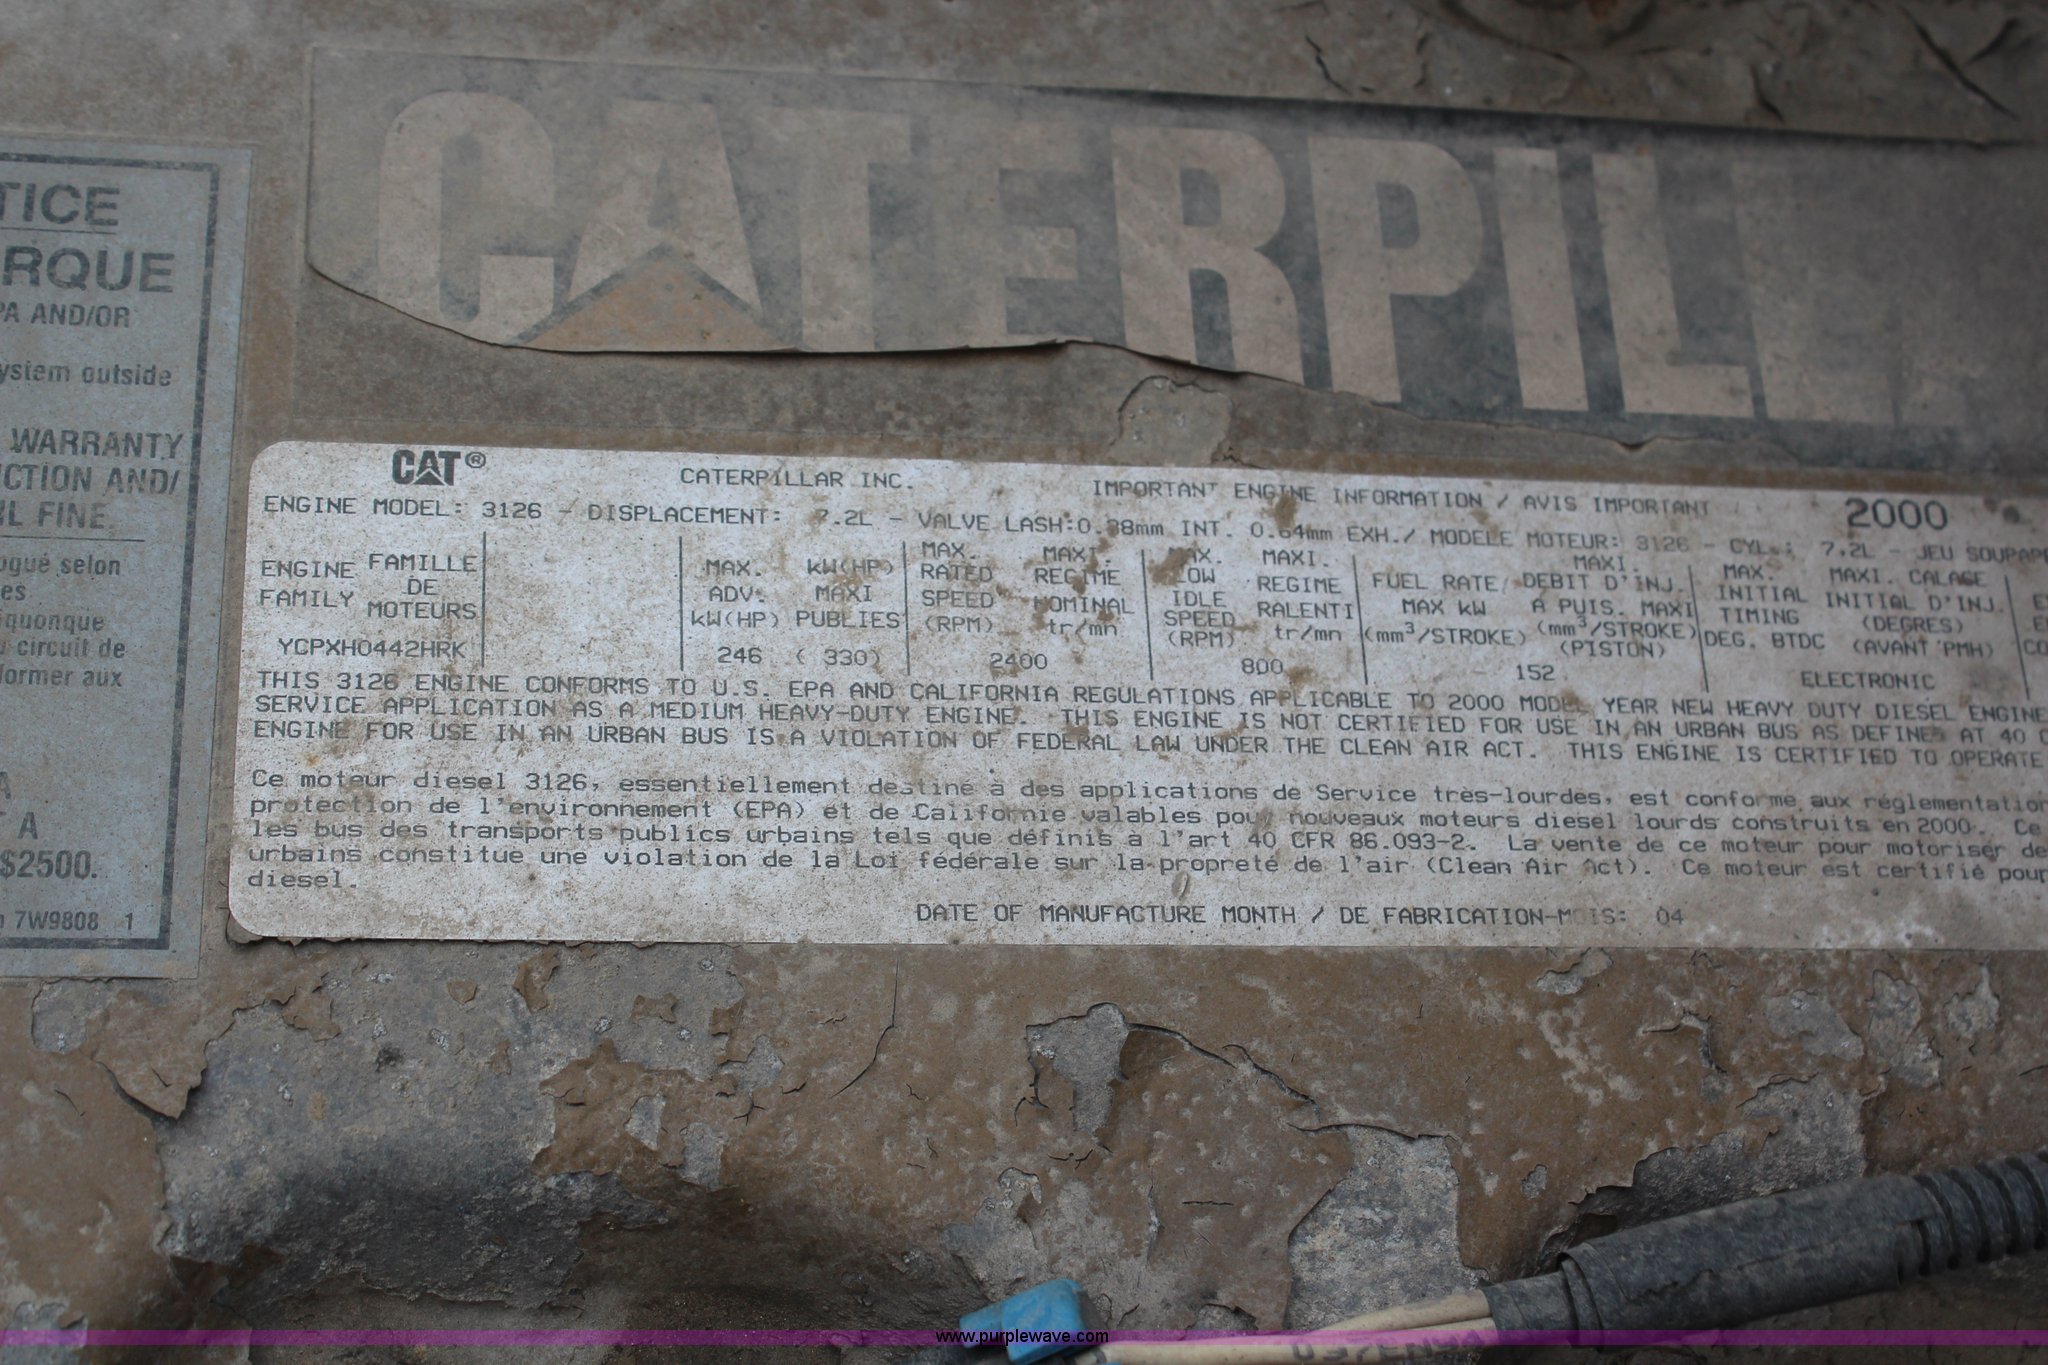 CATERPILL
TICE
RQUE
PA AND/OR
ystem outside
WARRANTY
CTION AND/
IL FINE.
ogué selon
es
quonque
circuit de
former aux
A
T A
$2500.
7W9808 1
CAT® CATERPILLAR INC. IMPORTANT ENGINE INFORMATION / AVIS IMPORTANT 2000
ENGINE MODEL: 3126 - DISPLACEMENT: 7.2L - VALVE LASH:0.38mm INT. 0.64mm EXH./ MODELE MOTEUR: 3126 - CYL.: 7.2L - JEU SOUPAPE
ENGINE FAMILY
FAMILLE DE MOTEURS
YCPXH0442HRK
MAX. ADV. kW(HP)
kW(HP) MAXI PUBLIES
246 ( 330)
MAX. RATED SPEED (RPM)
MAXI. REGIME NOMINAL tr/mn
2400
MAX. LOW IDLE SPEED (RPM)
MAXI. REGIME RALENTI tr/mn
800
FUEL RATE MAX kW (mm³/STROKE)
MAXI. DEBIT D'INJ. A PUIS. MAXI (mm³/STROKE) (PISTON)
152
MAX. INITIAL TIMING DEG. BTDC
MAXI. CALAGE INITIAL D'INJ. (DEGRES) (AVANT PMH)
ELECTRONIC
THIS 3126 ENGINE CONFORMS TO U.S. EPA AND CALIFORNIA REGULATIONS APPLICABLE TO 2000 MODEL YEAR NEW HEAVY DUTY DIESEL ENGINE
SERVICE APPLICATION AS A MEDIUM HEAVY-DUTY ENGINE. THIS ENGINE IS NOT CERTIFIED FOR USE IN AN URBAN BUS AS DEFINED AT 40 C
ENGINE FOR USE IN AN URBAN BUS IS A VIOLATION OF FEDERAL LAW UNDER THE CLEAN AIR ACT. THIS ENGINE IS CERTIFIED TO OPERATE
Ce moteur diesel 3126, essentiellement destiné à des applications de Service très-lourdes, est conforme aux réglementation
protection de l'environnement (EPA) et de Californie valables pour nouveaux moteurs diesel lourds construits en 2000. Ce
les bus des transports publics urbains tels que définis à l'art 40 CFR 86.093-2. La vente de ce moteur pour motoriser de
urbains constitue une violation de la Loi fédérale sur la propreté de l'air (Clean Air Act). Ce moteur est certifié pour
diesel.
DATE OF MANUFACTURE MONTH / DE FABRICATION-MOIS: 04
www.purplewave.com